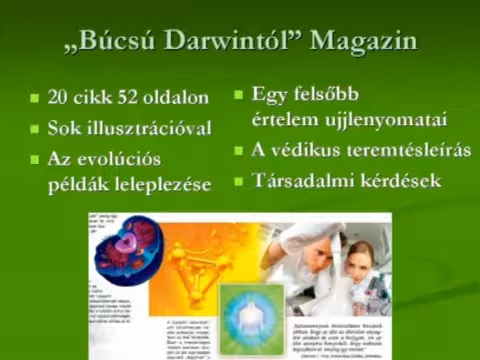 „Búcsú Darwintól” Magazin
20 cikk 52 oldalon
Sok illusztrációval
Az evolúciós
példák leleplezése
Egy felsőbb
értelem ujjlenyomatai
A védikus teremtésleírás
Társadalmi kérdések